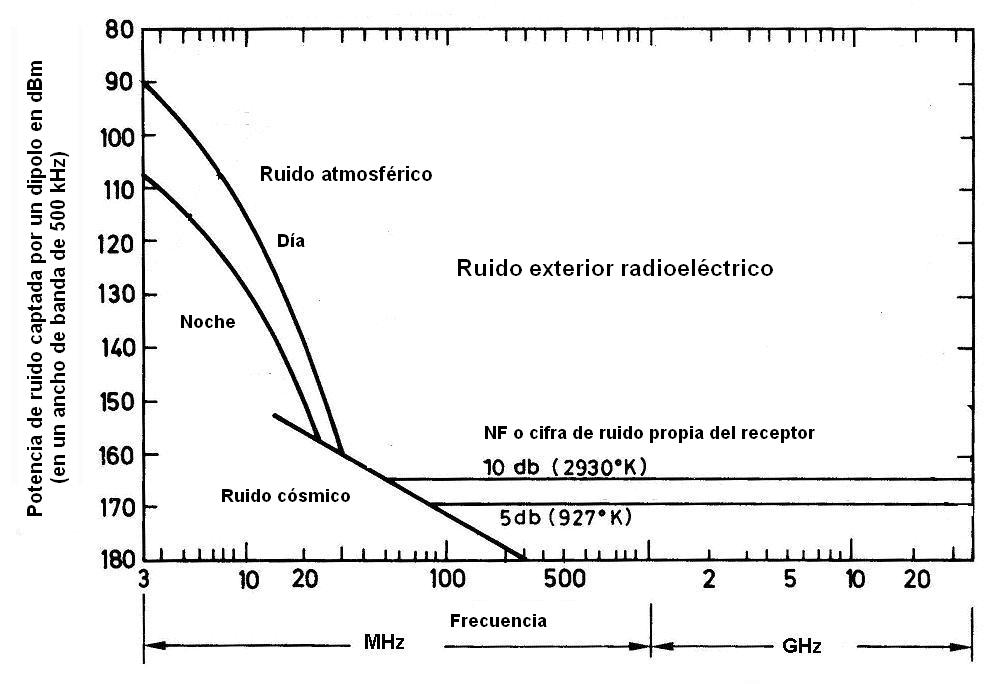 Potencia de ruido captada por un dipolo en dBm
(en un ancho de banda de 500 kHz)
80
90
100
110
120
130
140
150
160
170
180
Ruido atmosférico
Día
Ruido exterior radioeléctrico
Noche
NF o cifra de ruido propia del receptor
10 db (2930°K)
Ruido cósmico
5db (927°K)
3 10 20 100 500 2 5 10 20
Frecuencia
MHz GHz